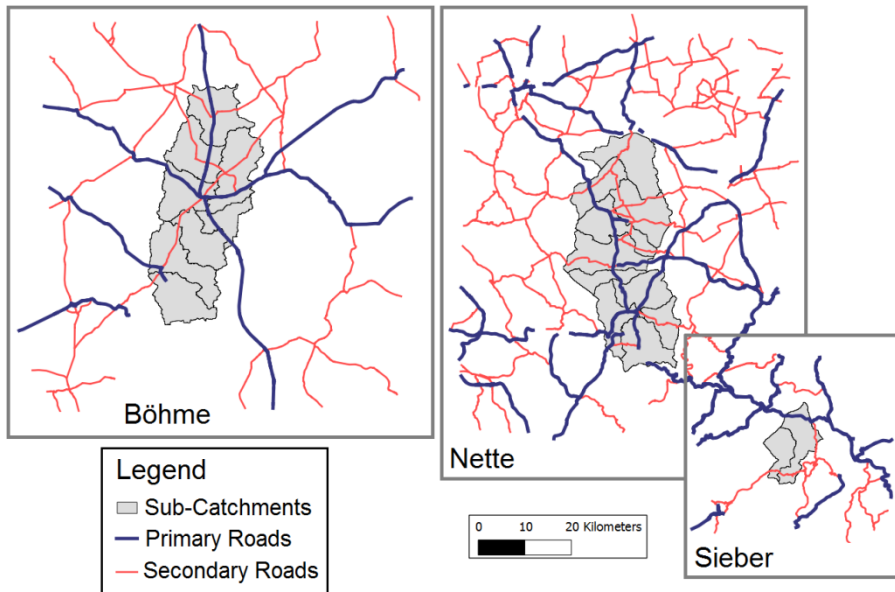 Böhme
Nette
Sieber
Legend
Sub-Catchments
Primary Roads
Secondary Roads
0 10 20 Kilometers